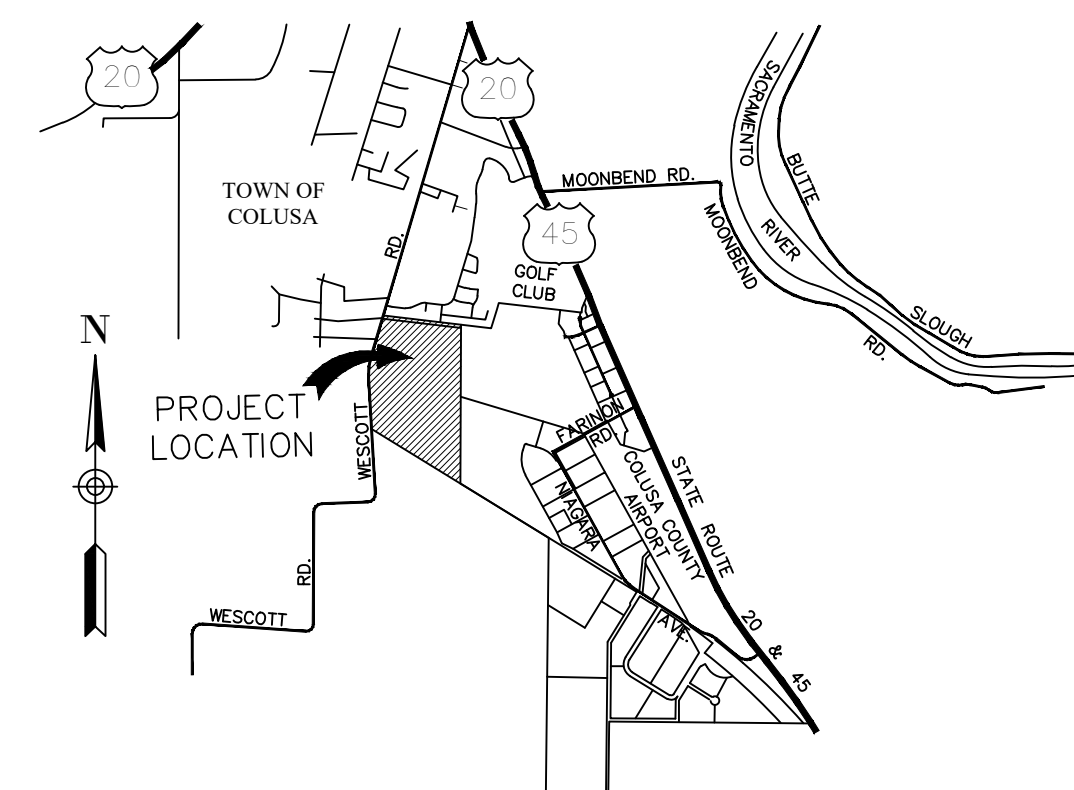 20
20
SACRAMENTO
MOONBEND RD.
BUTTE
TOWN OF
COLUSA
MOONBEND
RD.
45
RIVER
GOLF
CLUB
SLOUGH
N
RD.
PROJECT
LOCATION
WESCOTT
FARINON
RD.
COLUSA COUNTY
AIRPORT
STATE ROUTE
NIAGARA
RD.
WESCOTT
AVE.
20
&
45